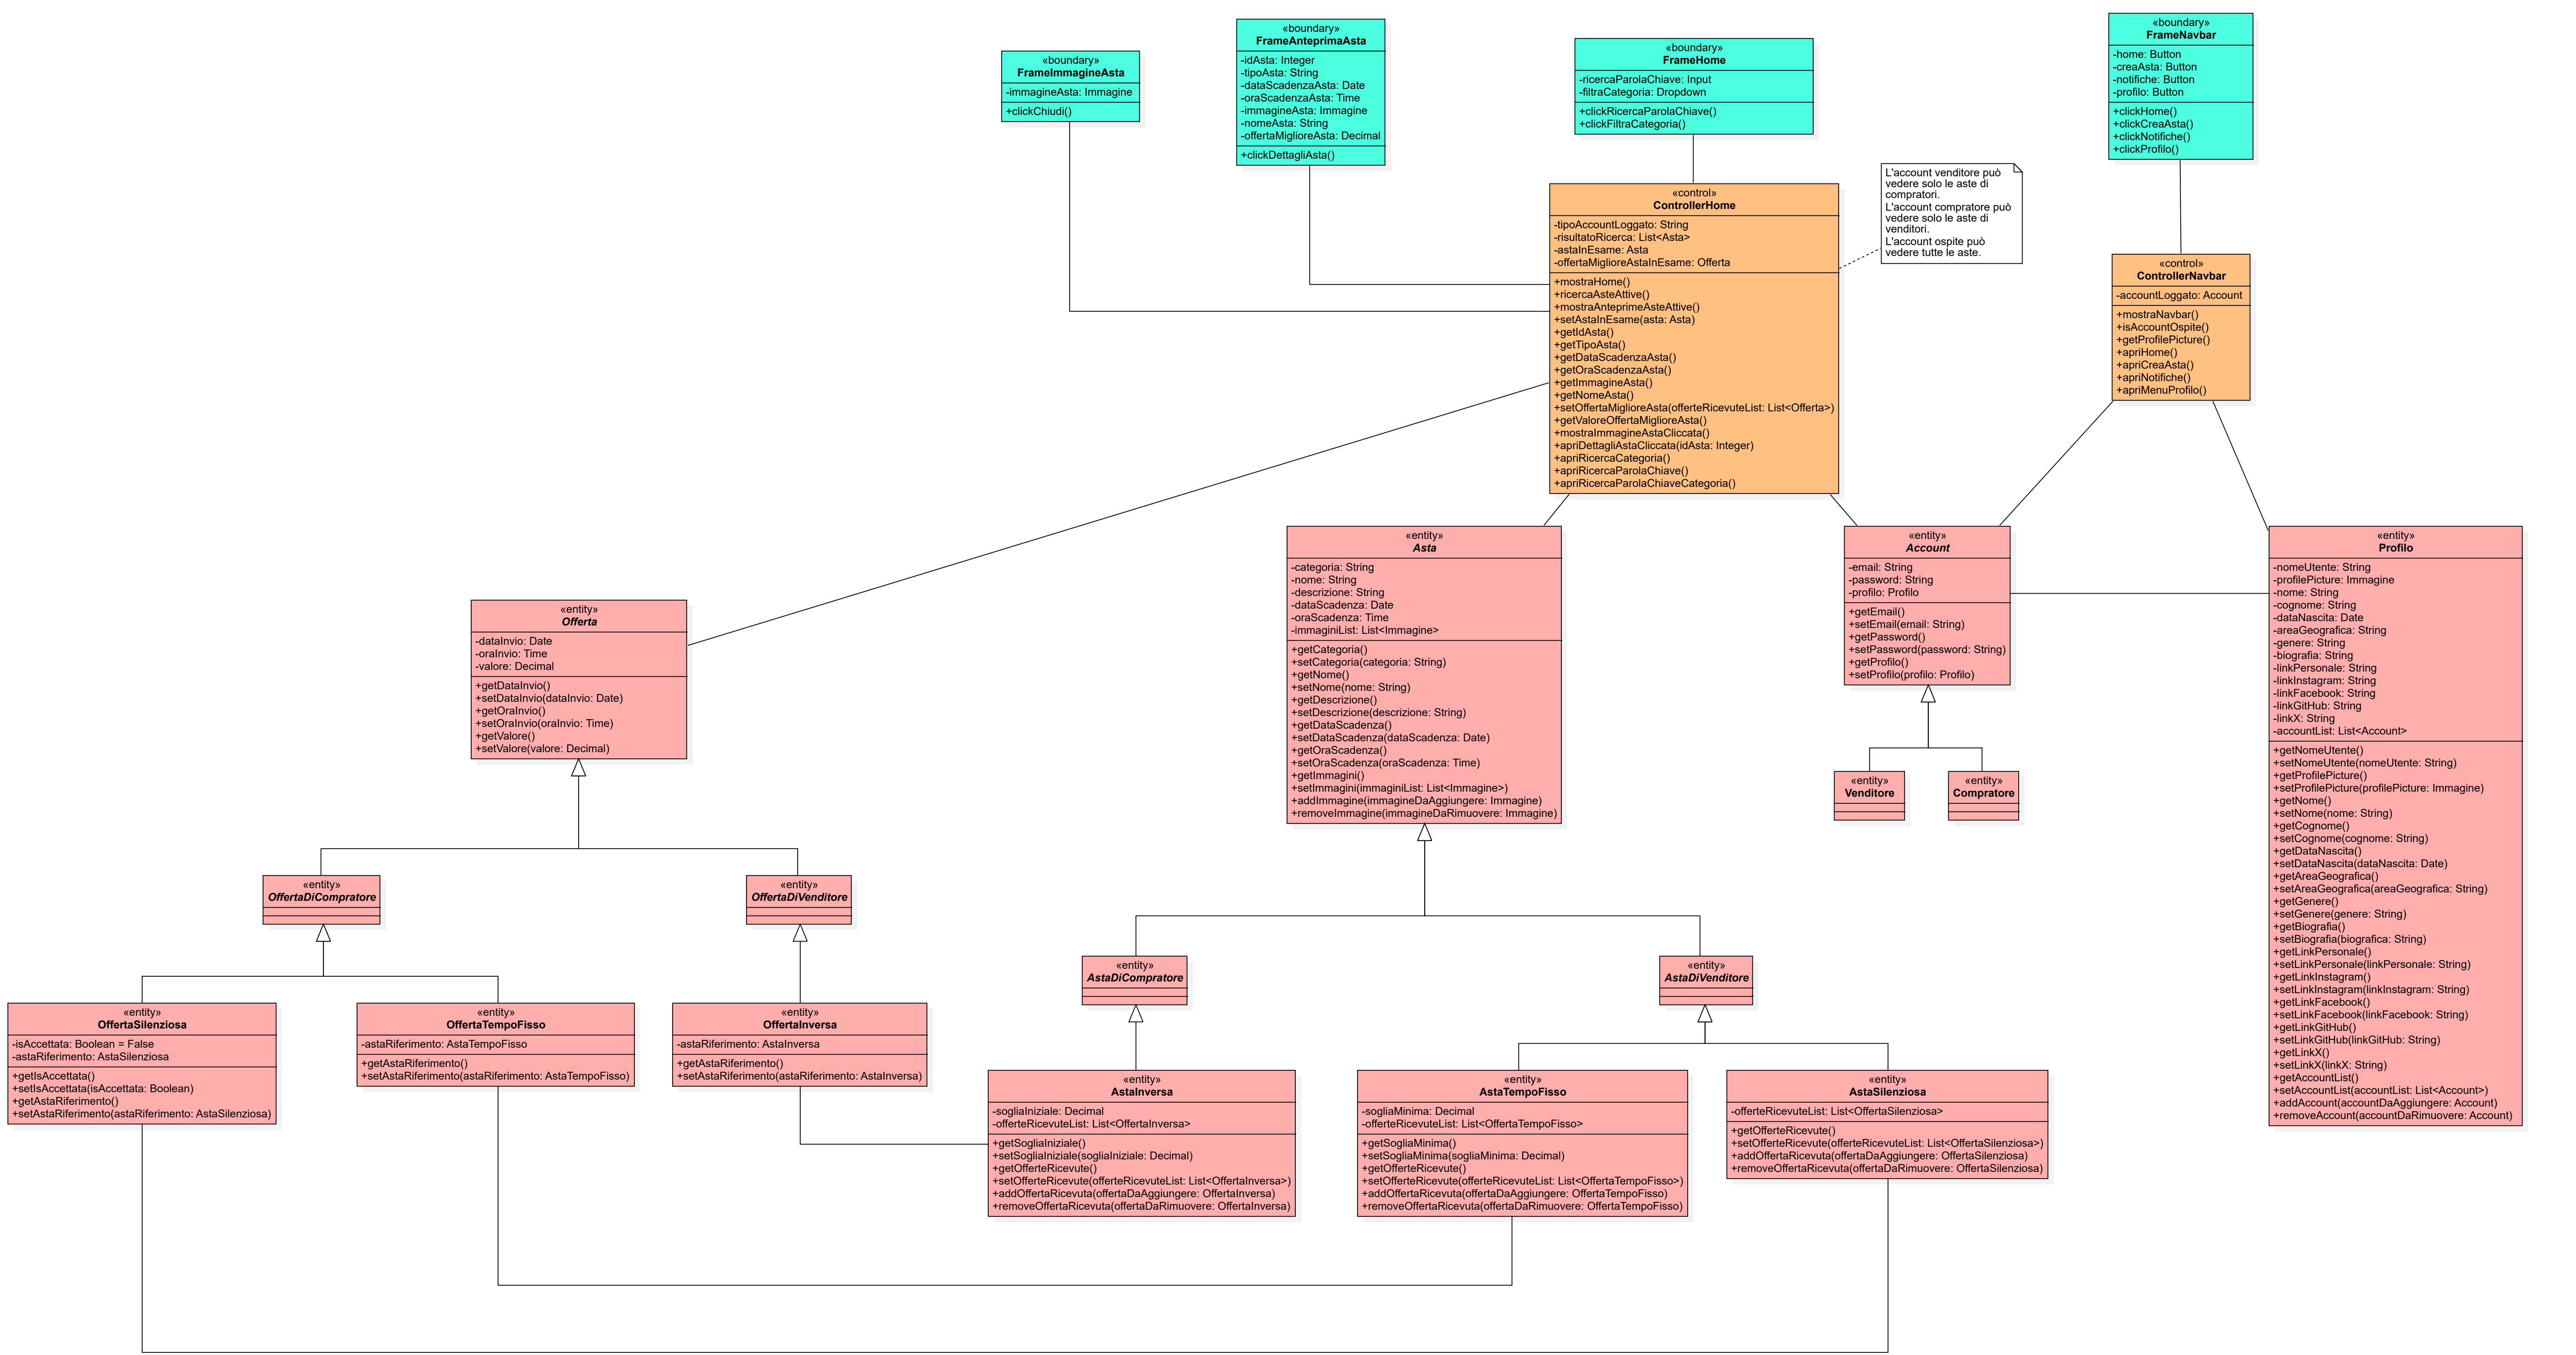 «boundary»
FrameImmagineAsta
-immagineAsta: Immagine
+clickChiudi()
«boundary»
FrameAnteprimaAsta
-idAsta: Integer
-tipoAsta: String
-dataScadenzaAsta: Date
-oraScadenzaAsta: Time
-immagineAsta: Immagine
-nomeAsta: String
-offertaMiglioreAsta: Decimal
+clickDettagliAsta()
«boundary»
FrameHome
-ricercaParolaChiave: Input
-filtraCategoria: Dropdown
+clickRicercaParolaChiave()
+clickFiltraCategoria()
«boundary»
FrameNavbar
-home: Button
-creaAsta: Button
-notifiche: Button
-profilo: Button
+clickHome()
+clickCreaAsta()
+clickNotifiche()
+clickProfilo()
L'account venditore può
vedere solo le aste di
compratori.
L'account compratore può
vedere solo le aste di
venditori.
L'account ospite può
vedere tutte le aste.
«control»
ControllerHome
-tipoAccountLoggato: String
-risultatoRicerca: List<Asta>
-astaInEsame: Asta
-offertaMiglioreAstaInEsame: Offerta
+mostraHome()
+ricercaAsteAttive()
+mostraAnteprimeAsteAttive()
+setAstaInEsame(asta: Asta)
+getIdAsta()
+getTipoAsta()
+getDataScadenzaAsta()
+getOraScadenzaAsta()
+getImmagineAsta()
+getNomeAsta()
+setOffertaMiglioreAsta(offerteRicevuteList: List<Offerta>)
+getValoreOffertaMiglioreAsta()
+mostraImmagineAstaCliccata()
+apriDettagliAstaCliccata(idAsta: Integer)
+apriRicercaCategoria()
+apriRicercaParolaChiave()
+apriRicercaParolaChiaveCategoria()
«control»
ControllerNavbar
-accountLoggato: Account
+mostraNavbar()
+isAccountOspite()
+getProfilePicture()
+apriHome()
+apriCreaAsta()
+apriNotifiche()
+apriMenuProfilo()
«entity»
Offerta
-dataInvio: Date
-oraInvio: Time
-valore: Decimal
+getDataInvio()
+setDataInvio(dataInvio: Date)
+getOraInvio()
+setOraInvio(oraInvio: Time)
+getValore()
+setValore(valore: Decimal)
«entity»
Asta
-categoria: String
-nome: String
-descrizione: String
-dataScadenza: Date
-oraScadenza: Time
-immaginiList: List<Immagine>
+getCategoria()
+setCategoria(categoria: String)
+getNome()
+setNome(nome: String)
+getDescrizione()
+setDescrizione(descrizione: String)
+getDataScadenza()
+setDataScadenza(dataScadenza: Date)
+getOraScadenza()
+setOraScadenza(oraScadenza: Time)
+getImmagini()
+setImmagini(immaginiList: List<Immagine>)
+addImmagine(immagineDaAggiungere: Immagine)
+removeImmagine(immagineDaRimuovere: Immagine)
«entity»
Account
-email: String
-password: String
-profilo: Profilo
+getEmail()
+setEmail(email: String)
+getPassword()
+setPassword(password: String)
+getProfilo()
+setProfilo(profilo: Profilo)
«entity»
Venditore
«entity»
Compratore
«entity»
Profilo
-nomeUtente: String
-profilePicture: Immagine
-nome: String
-cognome: String
-dataNascita: Date
-areaGeografica: String
-genere: String
-biografia: String
-linkPersonale: String
-linkInstagram: String
-linkFacebook: String
-linkGitHub: String
-linkX: String
-accountList: List<Account>
+getNomeUtente()
+setNomeUtente(nomeUtente: String)
+getProfilePicture()
+setProfilePicture(profilePicture: Immagine)
+getNome()
+setNome(nome: String)
+getCognome()
+setCognome(cognome: String)
+getDataNascita()
+setDataNascita(dataNascita: Date)
+getAreaGeografica()
+setAreaGeografica(areaGeografica: String)
+getGenere()
+setGenere(genere: String)
+getBiografia()
+setBiografia(biografica: String)
+getLinkPersonale()
+setLinkPersonale(linkPersonale: String)
+getLinkInstagram()
+setLinkInstagram(linkInstagram: String)
+getLinkFacebook()
+setLinkFacebook(linkFacebook: String)
+getLinkGitHub()
+setLinkGitHub(linkGitHub: String)
+getLinkX()
+setLinkX(linkX: String)
+getAccountList()
+setAccountList(accountList: List<Account>)
+addAccount(accountDaAggiungere: Account)
+removeAccount(accountDaRimuovere: Account)
«entity»
OffertaDiCompratore
«entity»
OffertaDiVenditore
«entity»
AstaDiCompratore
«entity»
AstaDiVenditore
«entity»
OffertaSilenziosa
-isAccettata: Boolean = False
-astaRiferimento: AstaSilenziosa
+getIsAccettata()
+setIsAccettata(isAccettata: Boolean)
+getAstaRiferimento()
+setAstaRiferimento(astaRiferimento: AstaSilenziosa)
«entity»
OffertaTempoFisso
-astaRiferimento: AstaTempoFisso
+getAstaRiferimento()
+setAstaRiferimento(astaRiferimento: AstaTempoFisso)
«entity»
OffertaInversa
-astaRiferimento: AstaInversa
+getAstaRiferimento()
+setAstaRiferimento(astaRiferimento: AstaInversa)
«entity»
AstaInversa
-sogliaIniziale: Decimal
-offerteRicevuteList: List<OffertaInversa>
+getSogliaIniziale()
+setSogliaIniziale(sogliaIniziale: Decimal)
+getOfferteRicevute()
+setOfferteRicevute(offerteRicevuteList: List<OffertaInversa>)
+addOffertaRicevuta(offertaDaAggiungere: OffertaInversa)
+removeOffertaRicevuta(offertaDaRimuovere: OffertaInversa)
«entity»
AstaTempoFisso
-sogliaMinima: Decimal
-offerteRicevuteList: List<OffertaTempoFisso>
+getSogliaMinima()
+setSogliaMinima(sogliaMinima: Decimal)
+getOfferteRicevute()
+setOfferteRicevute(offerteRicevuteList: List<OffertaTempoFisso>)
+addOffertaRicevuta(offertaDaAggiungere: OffertaTempoFisso)
+removeOffertaRicevuta(offertaDaRimuovere: OffertaTempoFisso)
«entity»
AstaSilenziosa
-offerteRicevuteList: List<OffertaSilenziosa>
+getOfferteRicevute()
+setOfferteRicevute(offerteRicevuteList: List<OffertaSilenziosa>)
+addOffertaRicevuta(offertaDaAggiungere: OffertaSilenziosa)
+removeOffertaRicevuta(offertaDaRimuovere: OffertaSilenziosa)